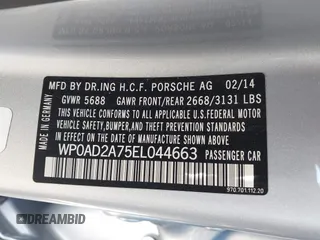 MFD BY DR.ING H.C.F. PORSCHE AG 02/14
GVWR 5688 GAWR FRONT/REAR 2668/3131 LBS
THIS VEHICLE CONFORMS TO ALL APPLICABLE
U.S. FEDERAL MOTOR VEHICLE SAFETY,
BUMPER, AND THEFT PREVENTION STANDARDS IN
EFFECT ON THE DATE OF MANUFACTURE SHOWN ABOVE
WP0AD2A75EL044663 PASSENGER CAR
MADE IN GERMANY
970.701.112.20
© DREAMBID